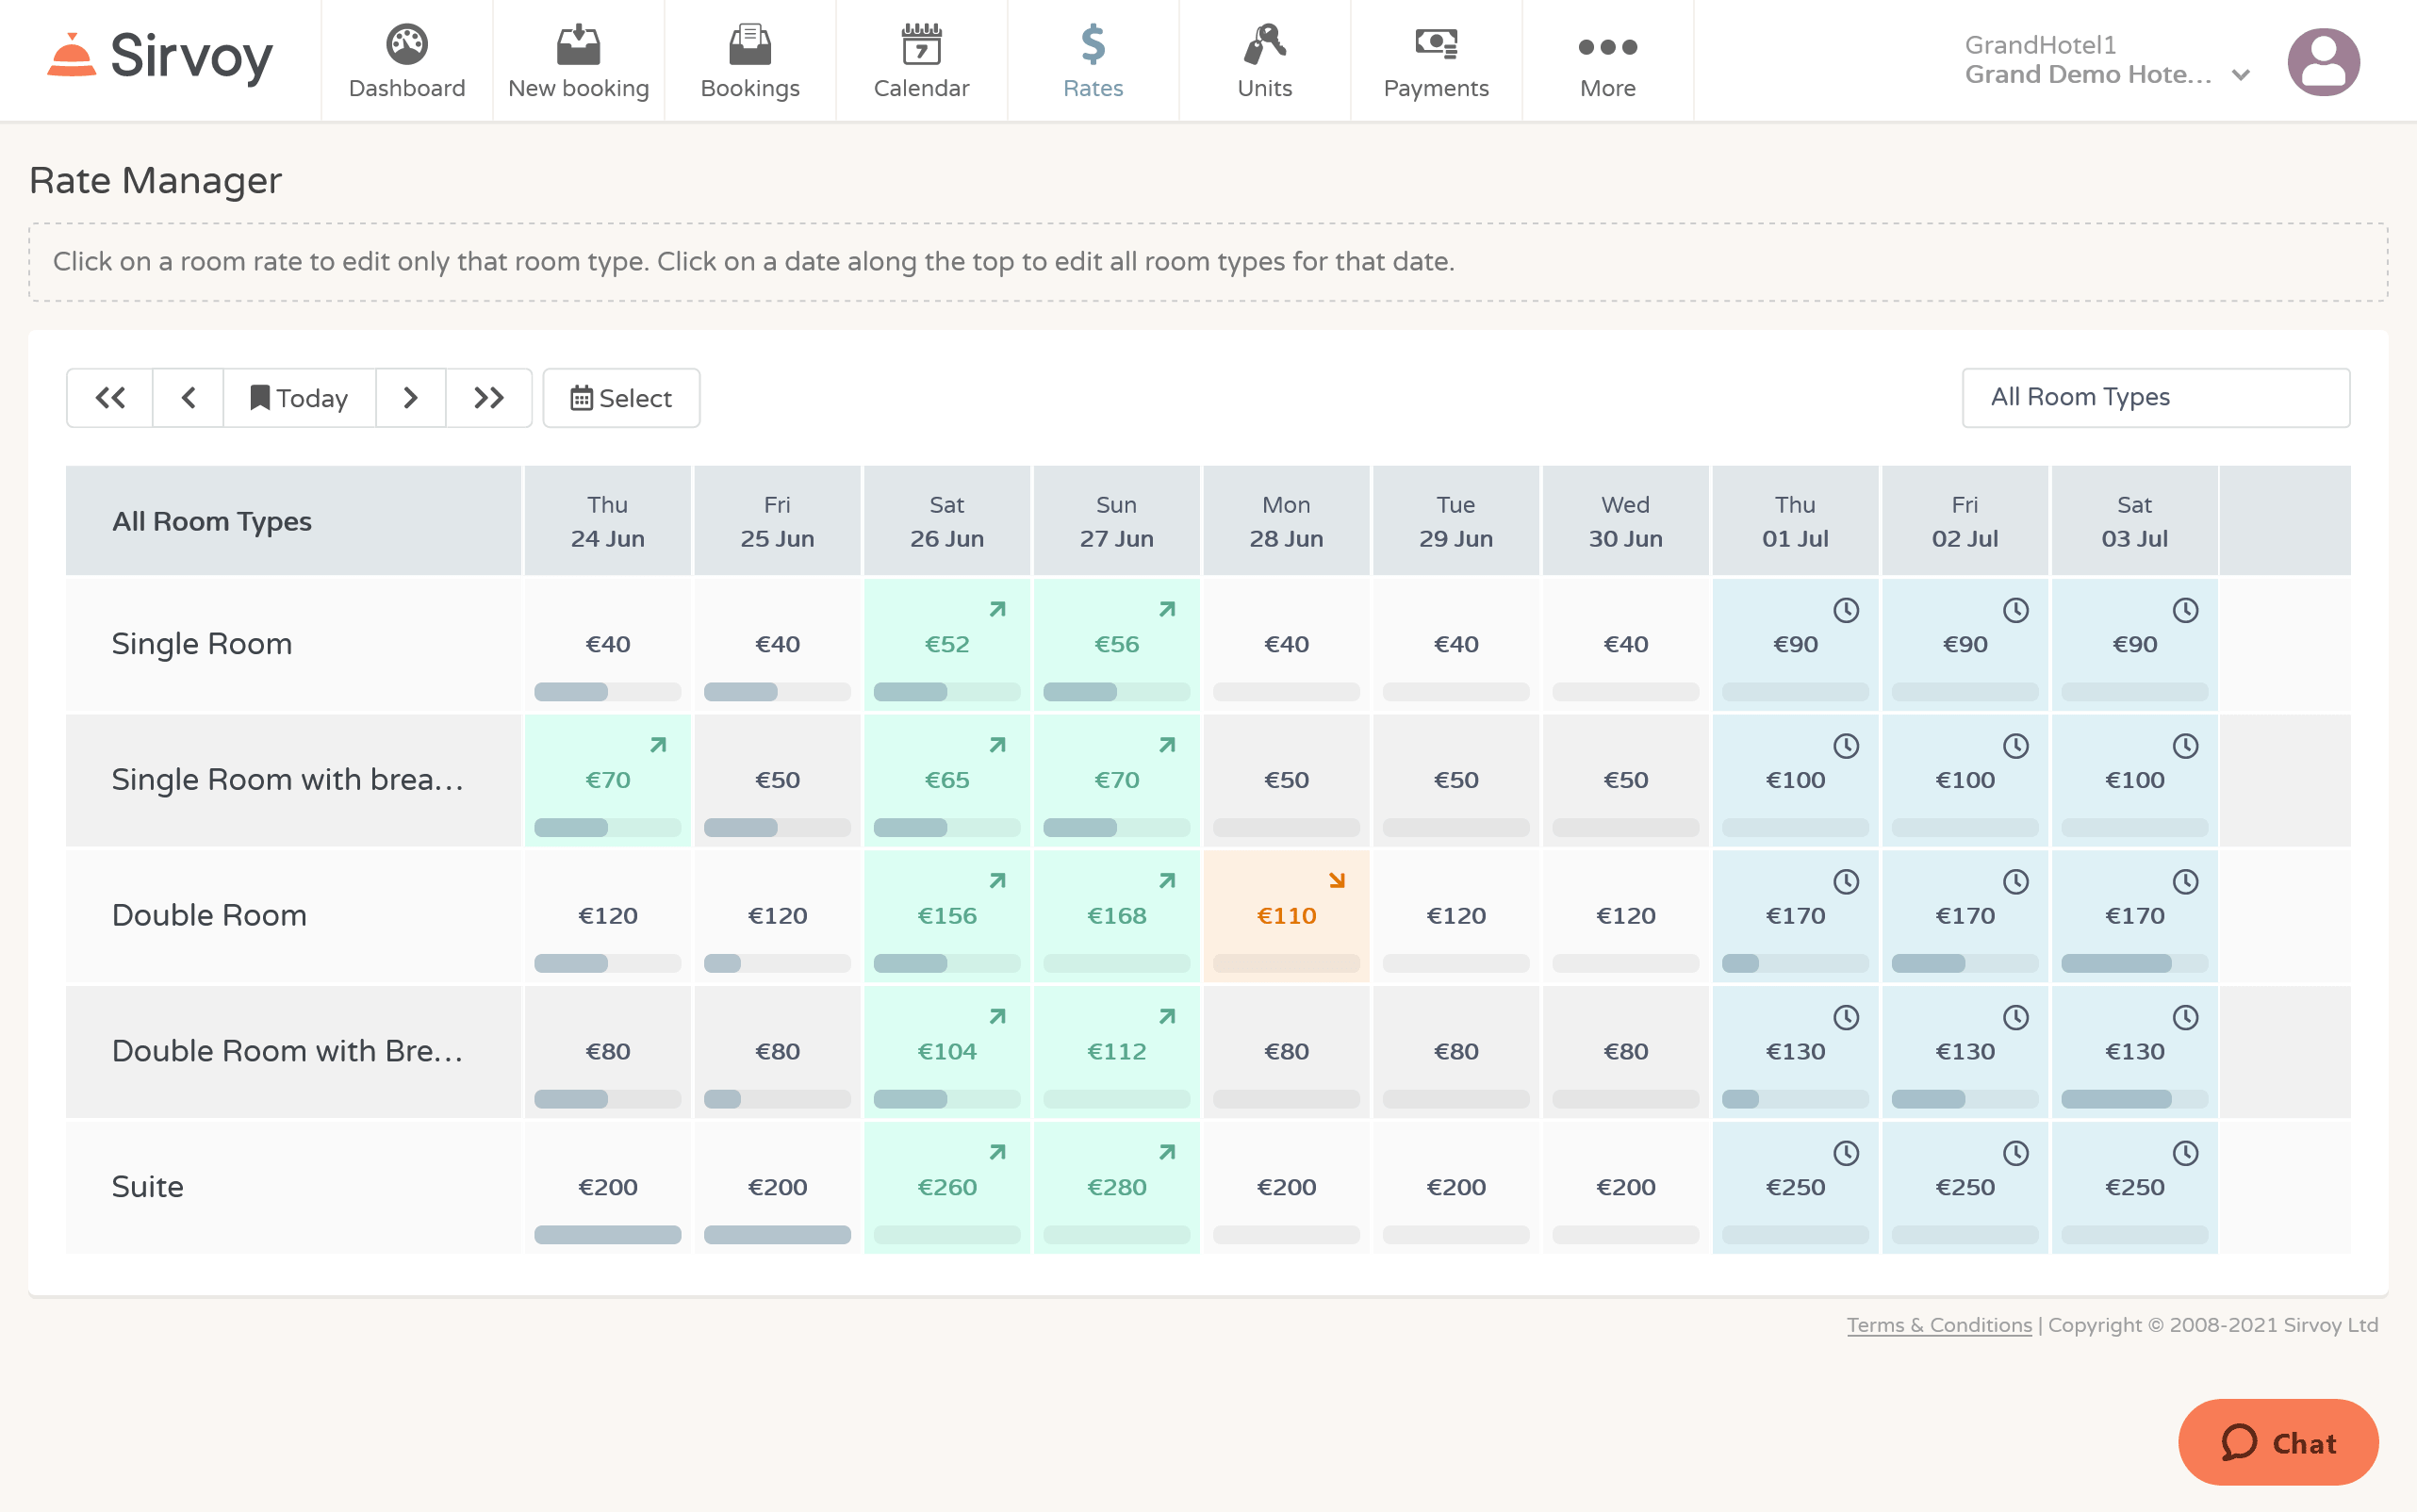 Sirvoy
Dashboard
New booking
Bookings
7
Calendar
Rates
Units
Payments
More
GrandHotel1
Grand Demo Hote...
Rate Manager
Click on a room rate to edit only that room type. Click on a date along the top to edit all room types for that date.
Today
Select
All Room Types
All Room Types
Thu
24 Jun
Fri
25 Jun
Sat
26 Jun
Sun
27 Jun
Mon
28 Jun
Tue
29 Jun
Wed
30 Jun
Thu
01 Jul
Fri
02 Jul
Sat
03 Jul
Single Room €40 €40 €52 €56 €40 €40 €40 €90 €90 €90
Single Room with brea... €70 €50 €65 €70 €50 €50 €50 €100 €100 €100
Double Room €120 €120 €156 €168 €110 €120 €120 €170 €170 €170
Double Room with Bre... €80 €80 €104 €112 €80 €80 €80 €130 €130 €130
Suite €200 €200 €260 €280 €200 €200 €200 €250 €250 €250
Terms & Conditions | Copyright © 2008-2021 Sirvoy Ltd
Chat